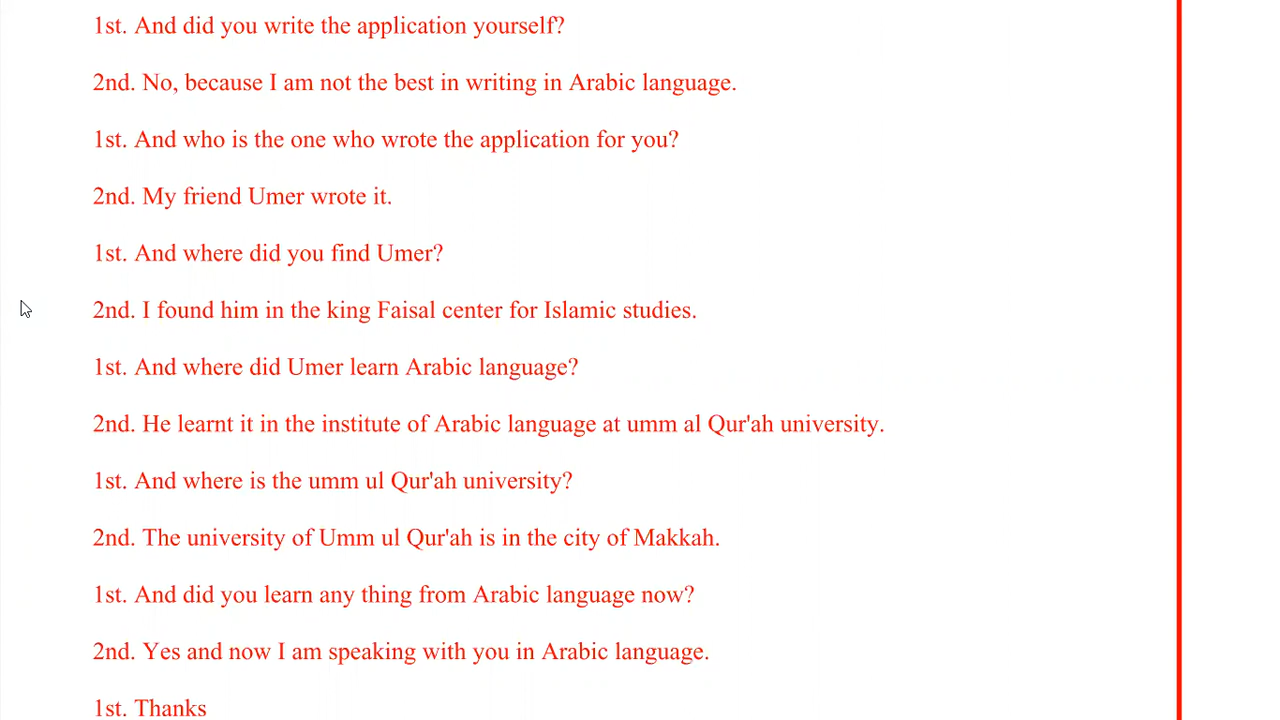 1st. And did you write the application yourself?
2nd. No, because I am not the best in writing in Arabic language.
1st. And who is the one who wrote the application for you?
2nd. My friend Umer wrote it.
1st. And where did you find Umer?
2nd. I found him in the king Faisal center for Islamic studies.
1st. And where did Umer learn Arabic language?
2nd. He learnt it in the institute of Arabic language at umm al Qur'ah university.
1st. And where is the umm ul Qur'ah university?
2nd. The university of Umm ul Qur'ah is in the city of Makkah.
1st. And did you learn any thing from Arabic language now?
2nd. Yes and now I am speaking with you in Arabic language.
1st. Thanks